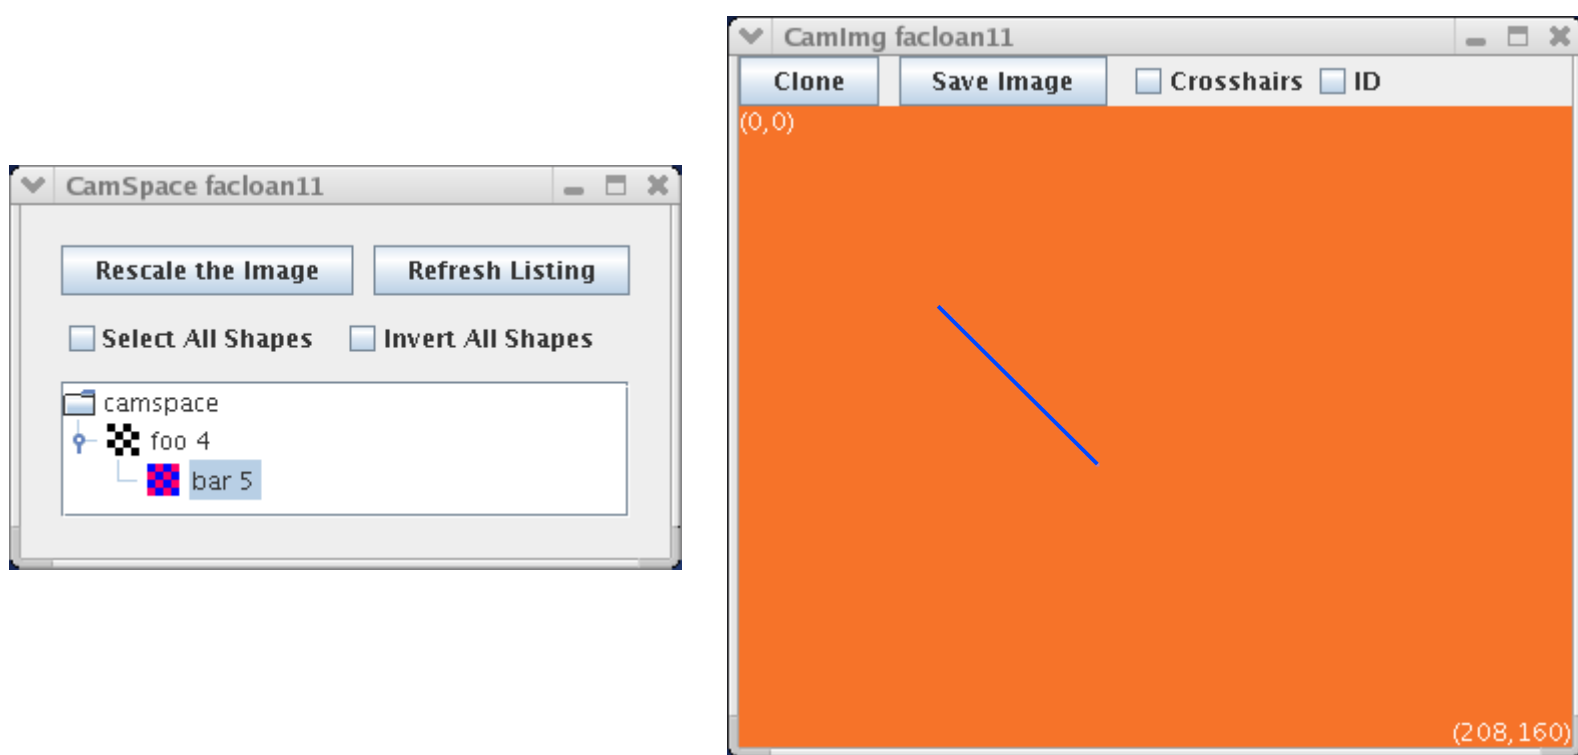 CamSpace facloan11
Rescale the Image
Refresh Listing
Select All Shapes
Invert All Shapes
camspace
foo 4
bar 5
CamImg facloan11
Clone
Save Image
Crosshairs
ID
(0,0)
(208,160)